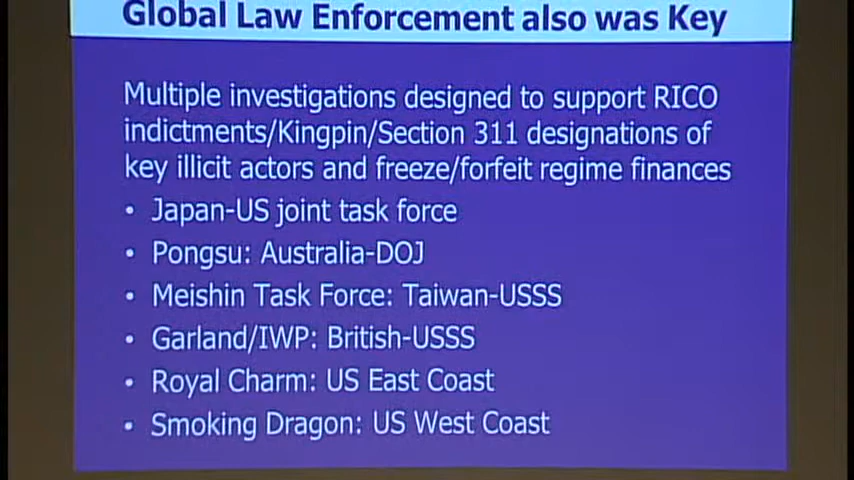 Global Law Enforcement also was Key
Multiple investigations designed to support RICO
indictments/Kingpin/Section 311 designations of
key illicit actors and freeze/forfeit regime finances
• Japan-US joint task force
• Pongsu: Australia-DOJ
• Meishin Task Force: Taiwan-USSS
• Garland/IWP: British-USSS
• Royal Charm: US East Coast
• Smoking Dragon: US West Coast